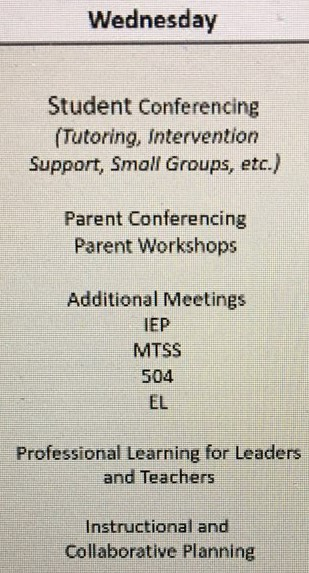 Wednesday
Student Conferencing
(Tutoring, Intervention
Support, Small Groups, etc.)
Parent Conferencing
Parent Workshops
Additional Meetings
IEP
MTSS
504
EL
Professional Learning for Leaders
and Teachers
Instructional and
Collaborative Planning